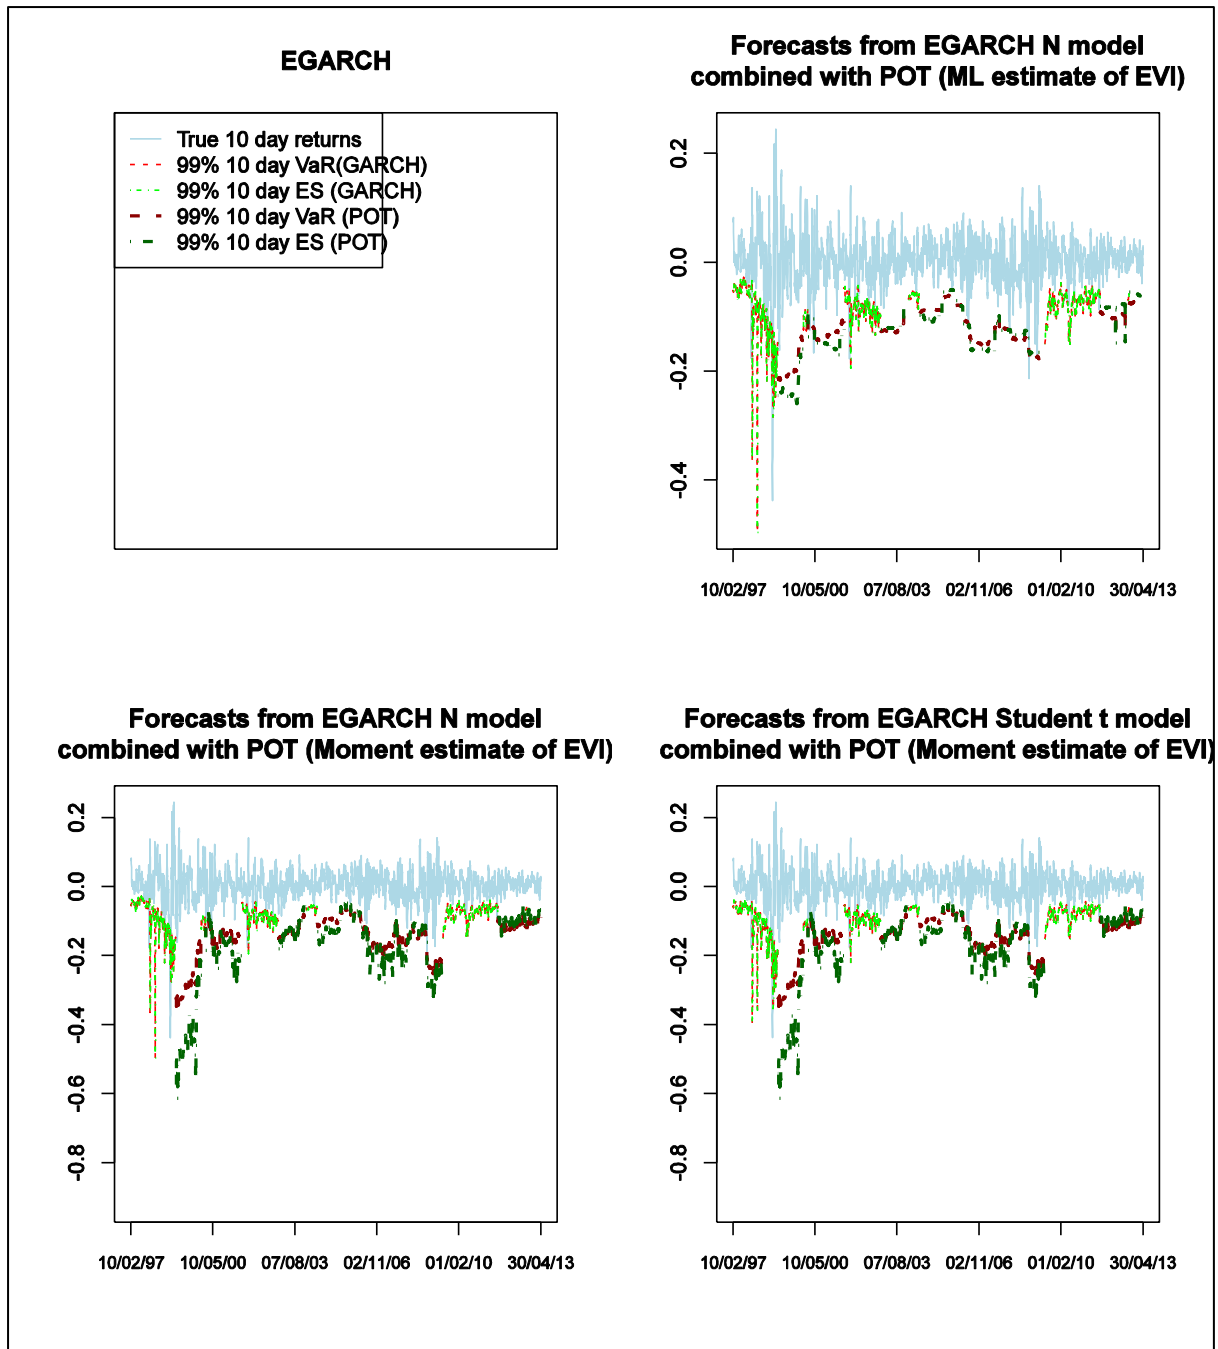 EGARCH
True 10 day returns
99% 10 day VaR(GARCH)
99% 10 day ES (GARCH)
99% 10 day VaR (POT)
99% 10 day ES (POT)
Forecasts from EGARCH N model
combined with POT (ML estimate of EVI)
0.2
0.0
-0.2
-0.4
10/02/97 10/05/00 07/08/03 02/11/06 01/02/10 30/04/13
Forecasts from EGARCH N model
combined with POT (Moment estimate of EVI)
0.2
0.0
-0.2
-0.4
-0.6
-0.8
10/02/97 10/05/00 07/08/03 02/11/06 01/02/10 30/04/13
Forecasts from EGARCH Student t model
combined with POT (Moment estimate of EVI)
0.2
0.0
-0.2
-0.4
-0.6
-0.8
10/02/97 10/05/00 07/08/03 02/11/06 01/02/10 30/04/13